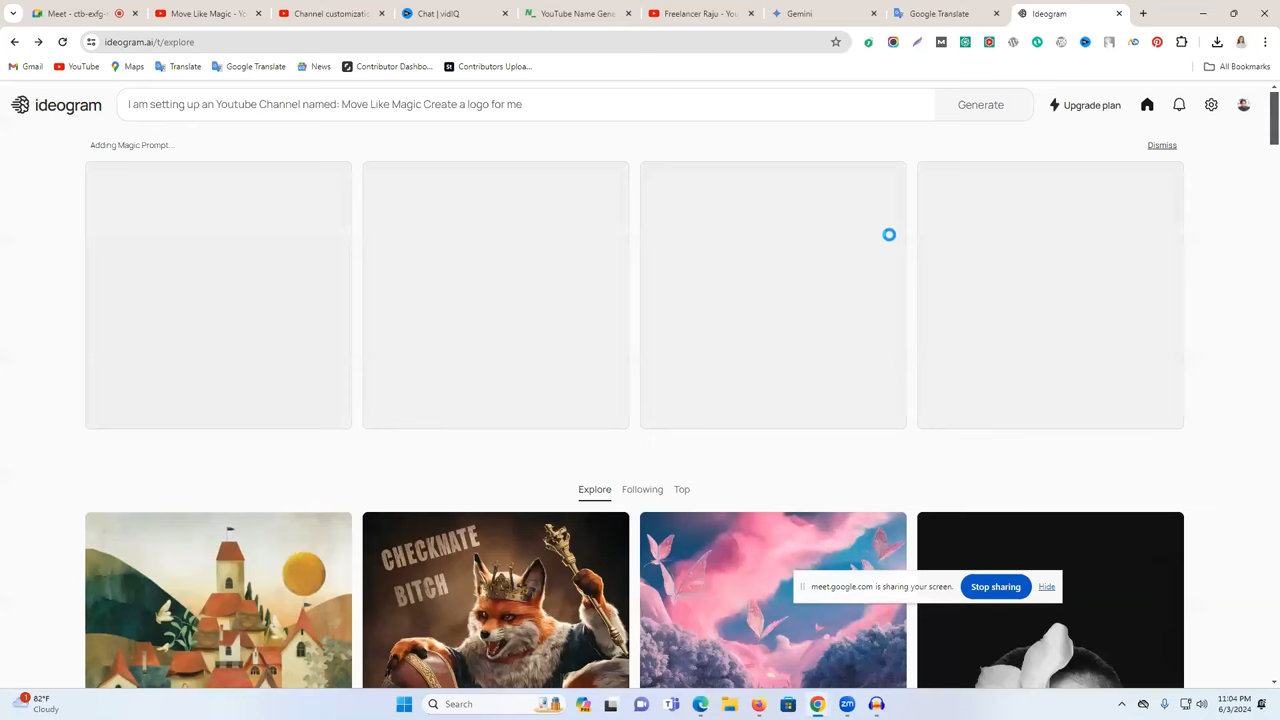 Meet - ctb-exfg-
Move Like Magic - Yo
Channel customizatic
Chat | vidIQ
YouTube Name Gene
Freelancer Apu - You
Gemini
Google Translate
Ideogram
ideogram.ai/t/explore
Gmail
YouTube
Maps
Translate
Google Translate
News
Contributor Dashbo...
Contributors Uploa...
All Bookmarks
ideogram
I am setting up an Youtube Channel named: Move Like Magic Create a logo for me
Generate
Upgrade plan
Adding Magic Prompt...
Dismiss
Explore Following Top
CHECKMATE
BITCH
meet.google.com is sharing your screen.
Stop sharing
Hide
82°F
Cloudy
Search
11:04 AM
6/3/2024